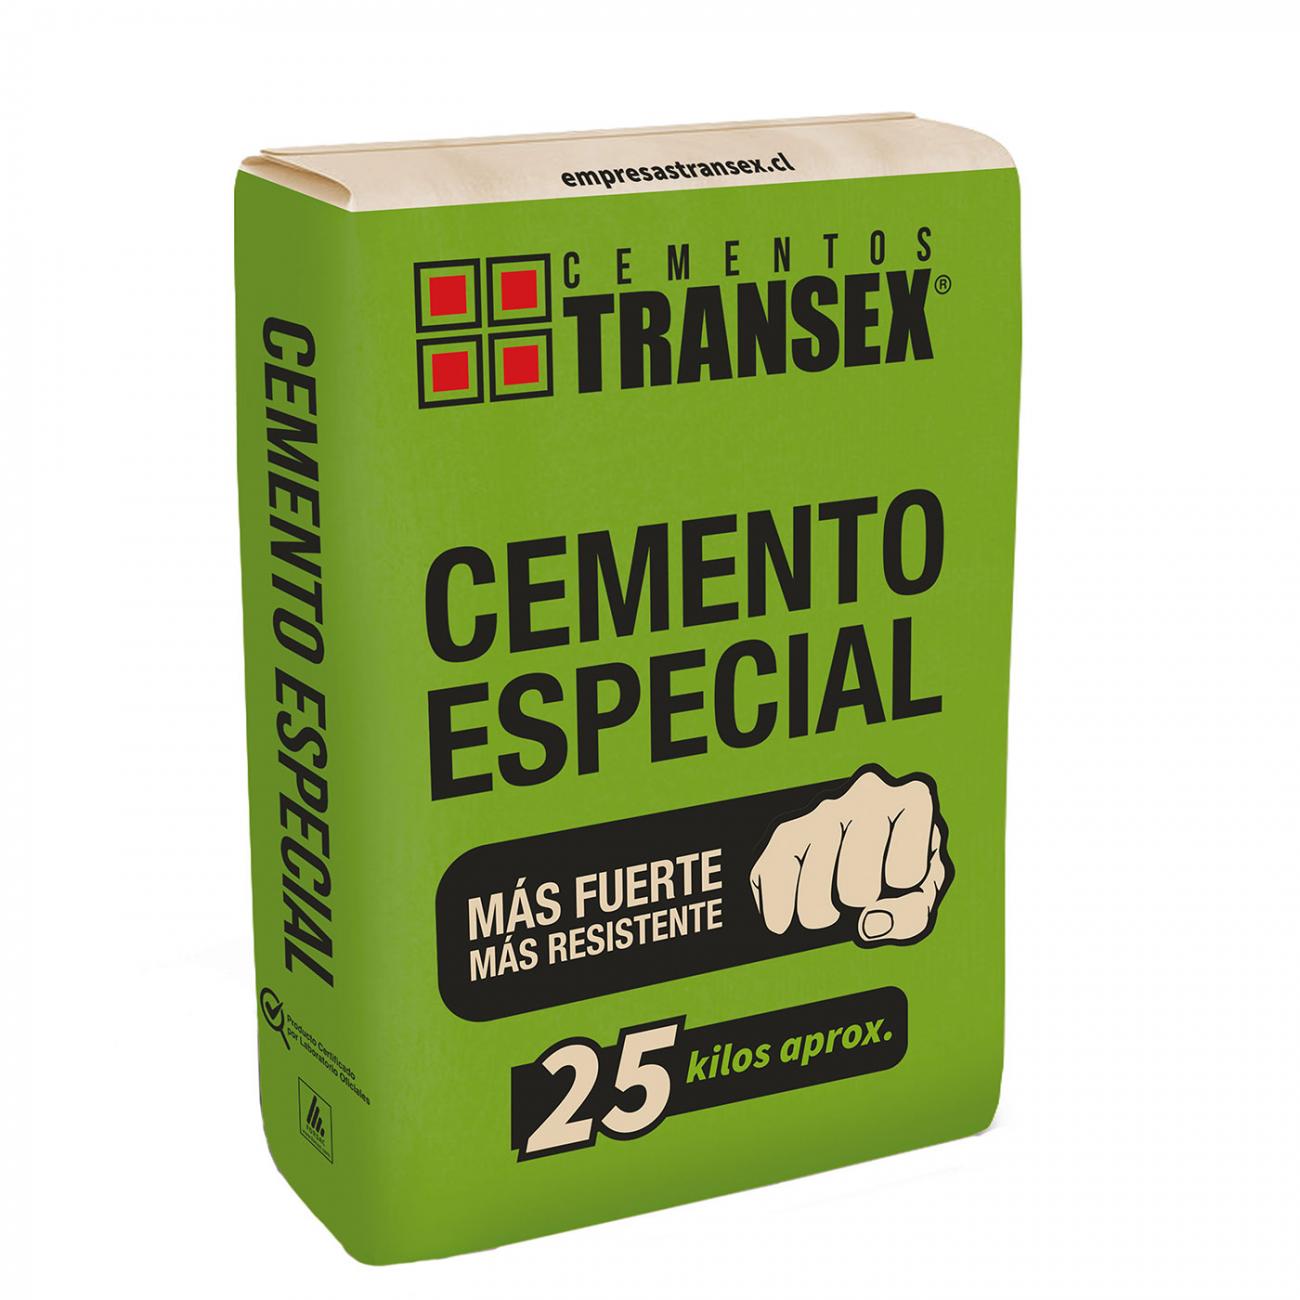 empresastransex.cl
CEMENTOS
TRANSEX®
CEMENTO
ESPECIAL
MÁS FUERTE
MÁS RESISTENTE
25 kilos aprox.
CEMENTO ESPECIAL
Producto Certificado
por Laboratorio Oficiales